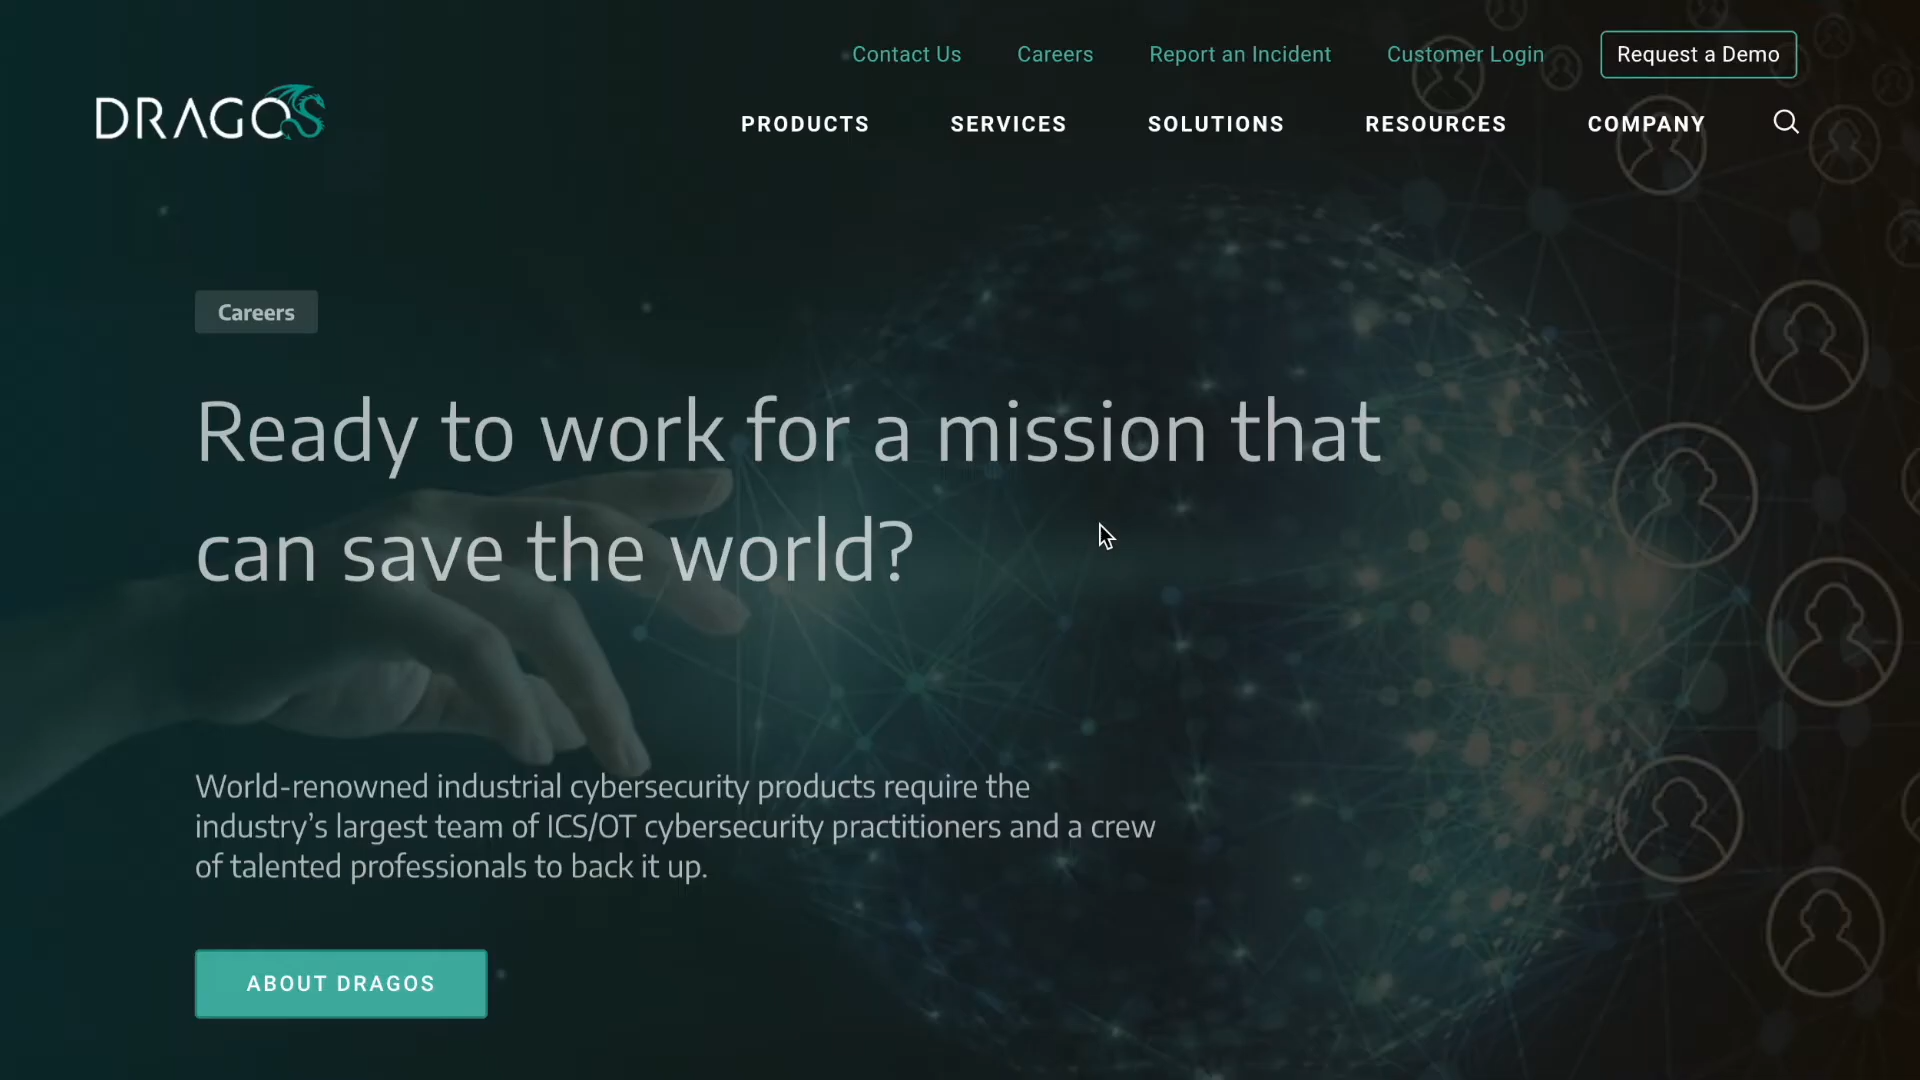 Contact Us
Careers
Report an Incident
Customer Login
Request a Demo
DRAGOS
PRODUCTS
SERVICES
SOLUTIONS
RESOURCES
COMPANY
Careers
Ready to work for a mission that
can save the world?
World-renowned industrial cybersecurity products require the
industry’s largest team of ICS/OT cybersecurity practitioners and a crew
of talented professionals to back it up.
ABOUT DRAGOS